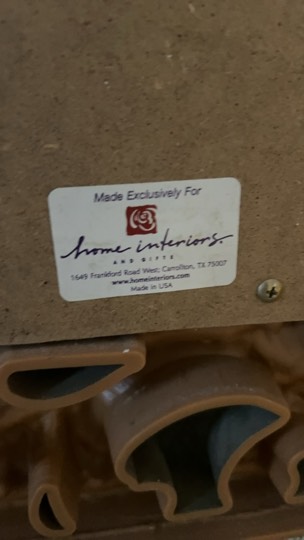 Made Exclusively For
home interiors.
AND GIFTS
1649 Frankford Road West; Carrollton, TX 75007
www.homeinteriors.com
Made in USA